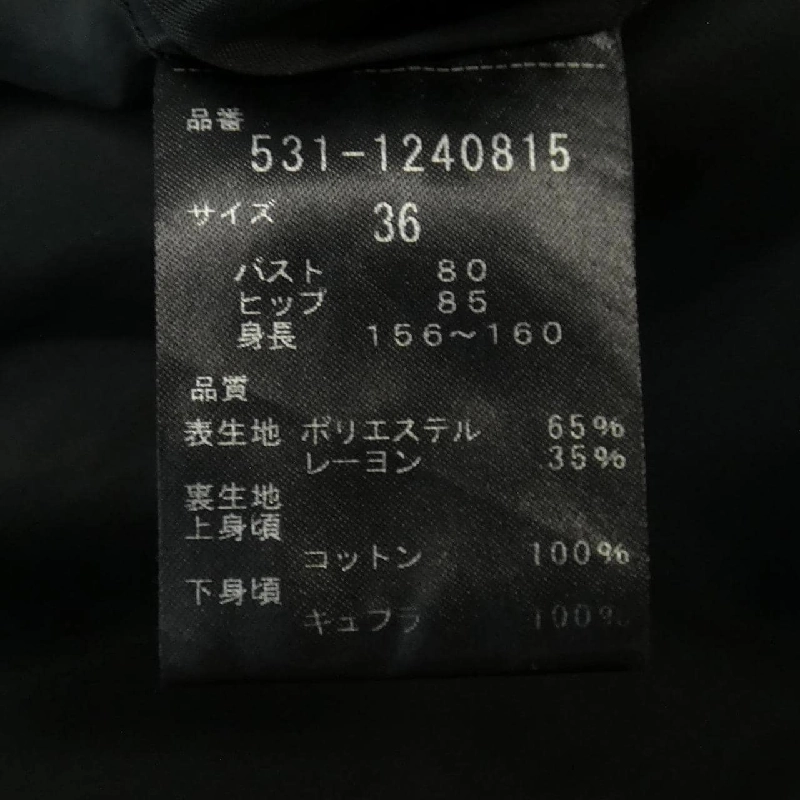 品番
531-1240815
サイズ 36
バスト 80
ヒップ 85
身長 156〜160
品質
表生地 ポリエステル 65%
レーヨン 35%
裏生地
上身頃
コットン 100%
下身頃
キュプラ 100%